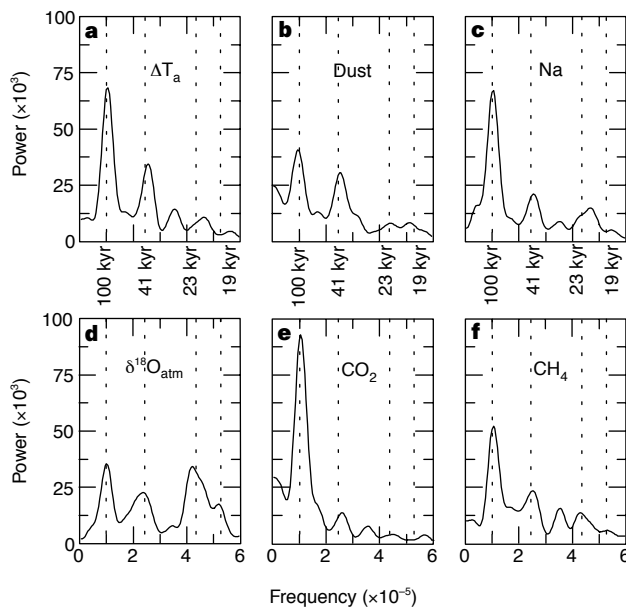 a
b
c
100
75
50
25
0
Power (×10³)
ΔTₐ
Dust
Na
100 kyr
41 kyr
23 kyr
19 kyr
100 kyr
41 kyr
23 kyr
19 kyr
100 kyr
41 kyr
23 kyr
19 kyr
d
e
f
100
75
50
25
0
Power (×10³)
δ¹⁸Oatm
CO₂
CH₄
0 2 4 6
0 2 4 6
0 2 4 6
Frequency (×10⁻⁵)